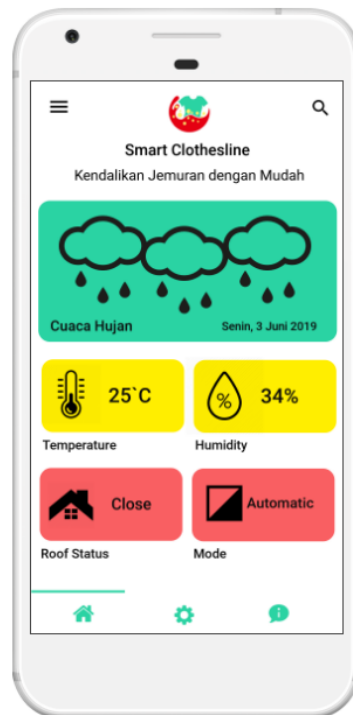 Smart Clothesline
Kendalikan Jemuran dengan Mudah
Cuaca Hujan
Senin, 3 Juni 2019
25`C
%
34%
Temperature
Humidity
Close
Automatic
Roof Status
Mode